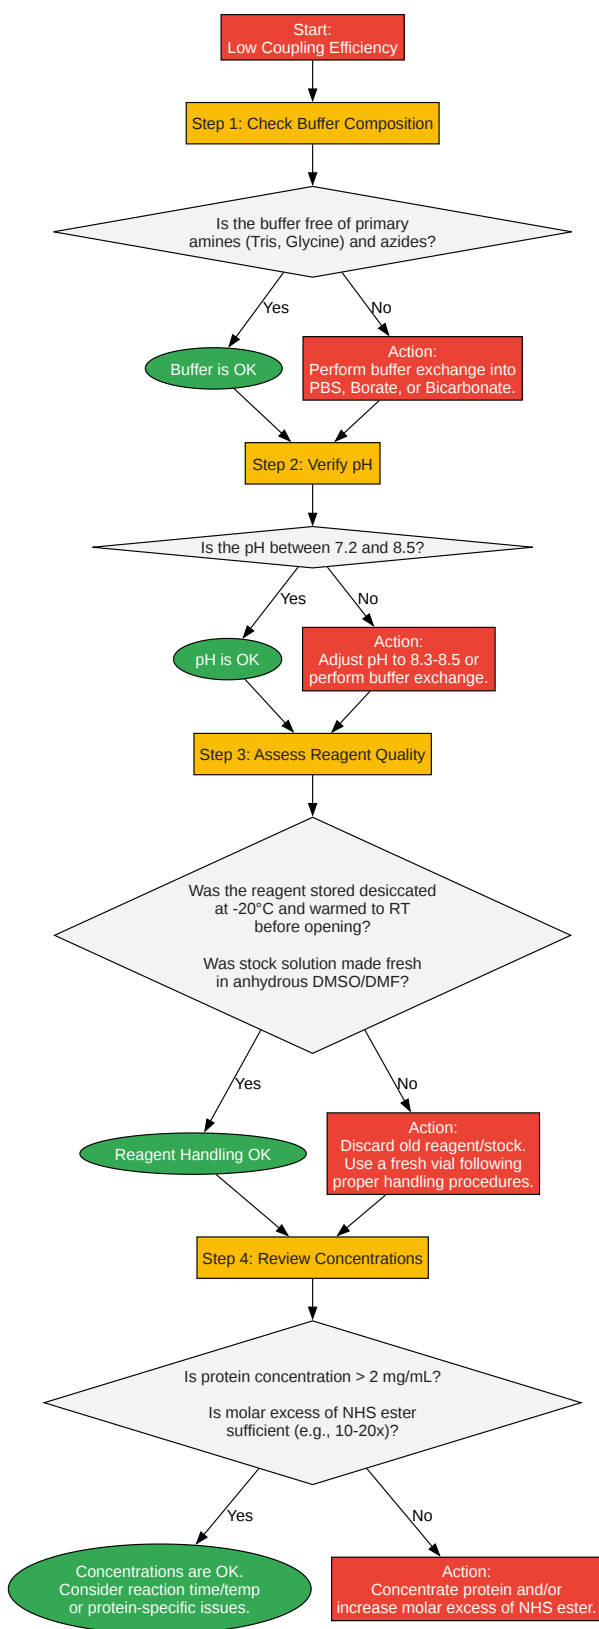 Start:
Low Coupling Efficiency
Step 1: Check Buffer Composition
Is the buffer free of primary
amines (Tris, Glycine) and azides?
Yes
No
Buffer is OK
Action:
Perform buffer exchange into
PBS, Borate, or Bicarbonate.
Step 2: Verify pH
Is the pH between 7.2 and 8.5?
Yes
No
pH is OK
Action:
Adjust pH to 8.3-8.5 or
perform buffer exchange.
Step 3: Assess Reagent Quality
Was the reagent stored desiccated
at -20°C and warmed to RT
before opening?
Was stock solution made fresh
in anhydrous DMSO/DMF?
Yes
No
Reagent Handling OK
Action:
Discard old reagent/stock.
Use a fresh vial following
proper handling procedures.
Step 4: Review Concentrations
Is protein concentration > 2 mg/mL?
Is molar excess of NHS ester
sufficient (e.g., 10-20x)?
Yes
No
Concentrations are OK.
Consider reaction time/temp
or protein-specific issues.
Action:
Concentrate protein and/or
increase molar excess of NHS ester.